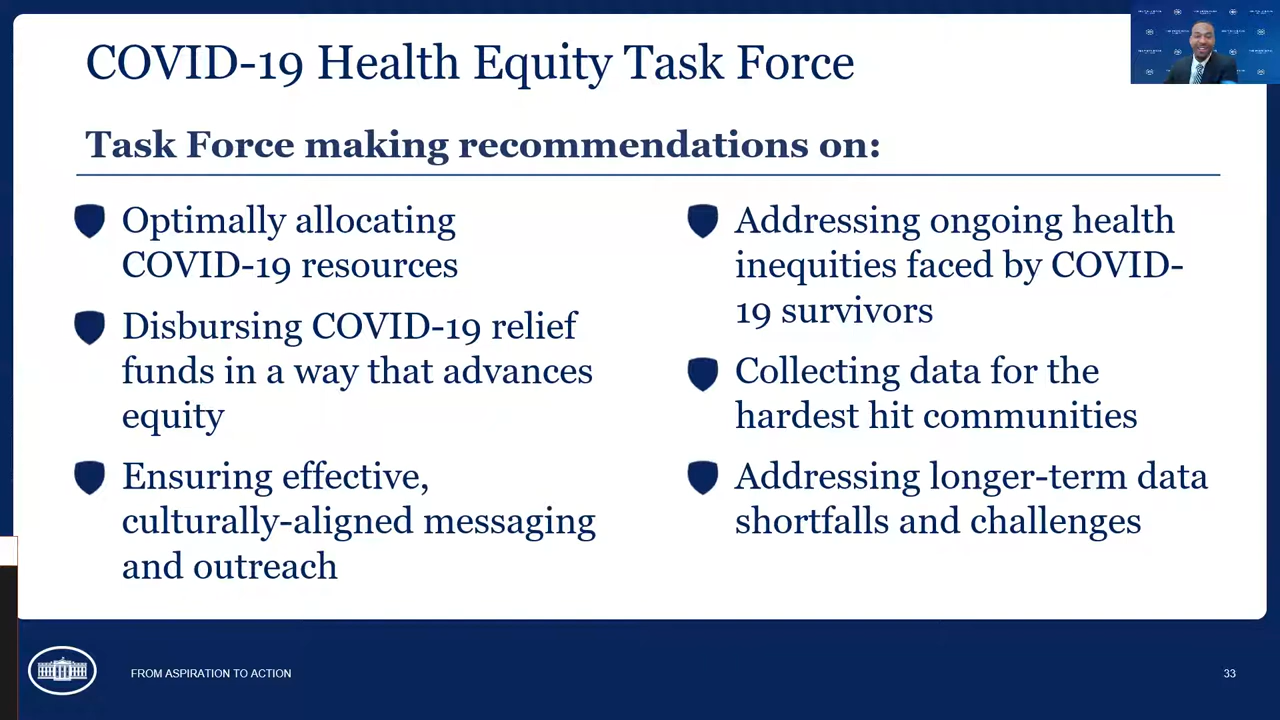 COVID-19 Health Equity Task Force
Task Force making recommendations on:
Optimally allocating
COVID-19 resources
Disbursing COVID-19 relief
funds in a way that advances
equity
Ensuring effective,
culturally-aligned messaging
and outreach
Addressing ongoing health
inequities faced by COVID-
19 survivors
Collecting data for the
hardest hit communities
Addressing longer-term data
shortfalls and challenges
FROM ASPIRATION TO ACTION
33